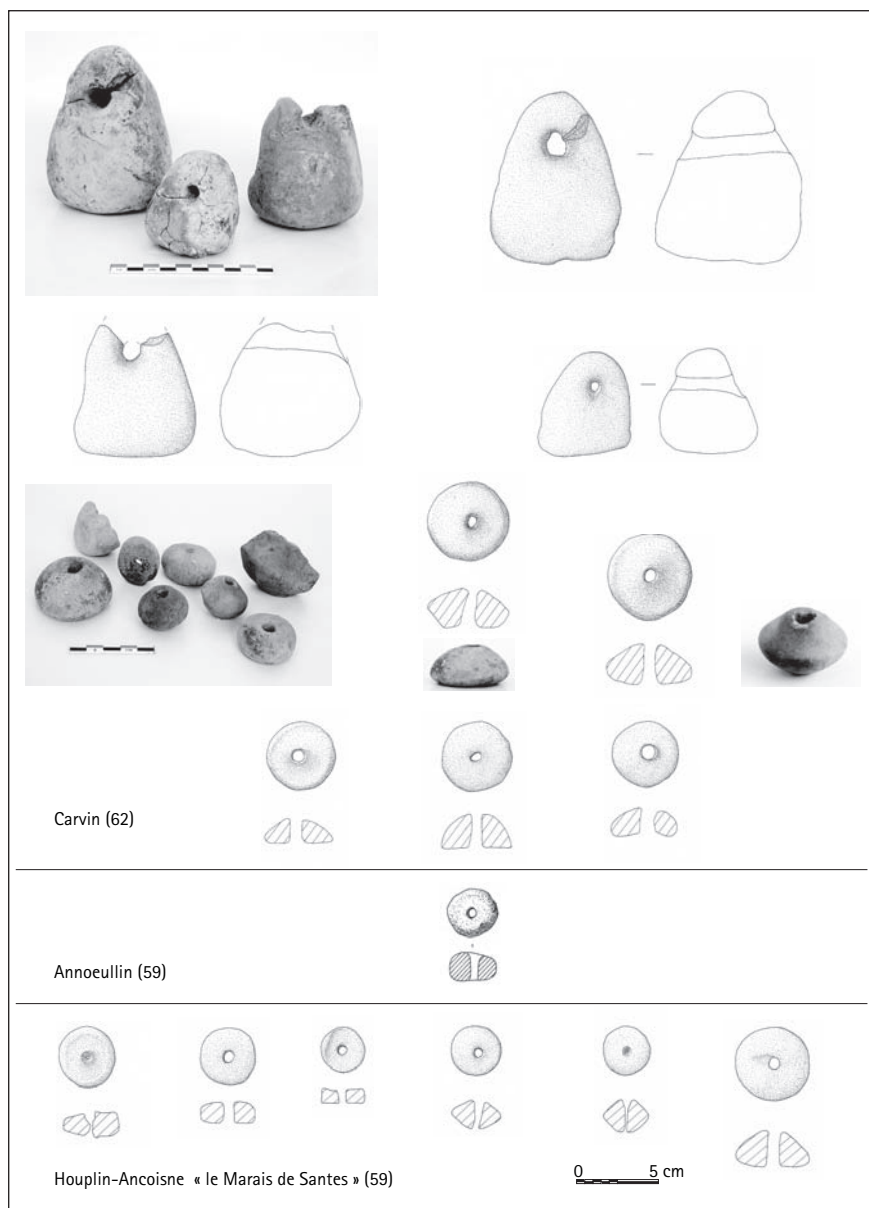 Carvin (62)
Annoeullin (59)
Houplin-Ancoisne « le Marais de Santes » (59)
0 5 cm